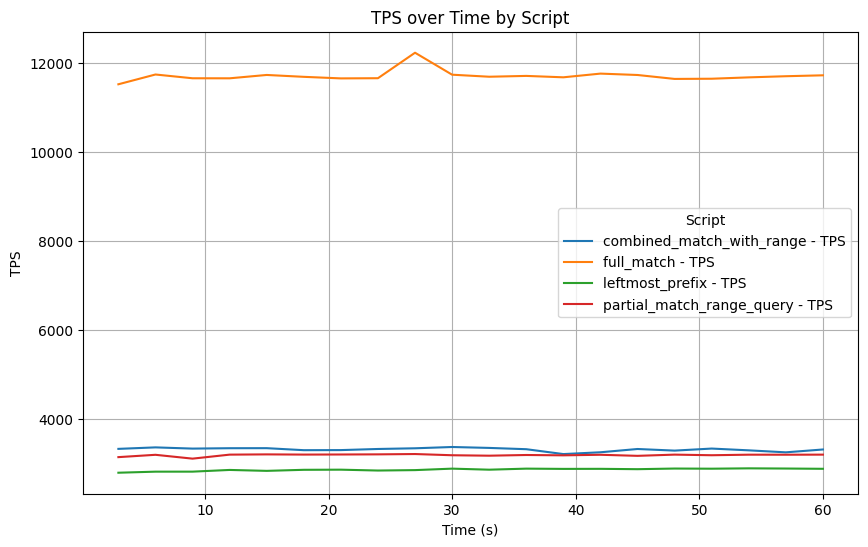 TPS over Time by Script
12000
10000
8000
6000
4000
TPS
Script
combined_match_with_range - TPS
full_match - TPS
leftmost_prefix - TPS
partial_match_range_query - TPS
10 20 30 40 50 60
Time (s)